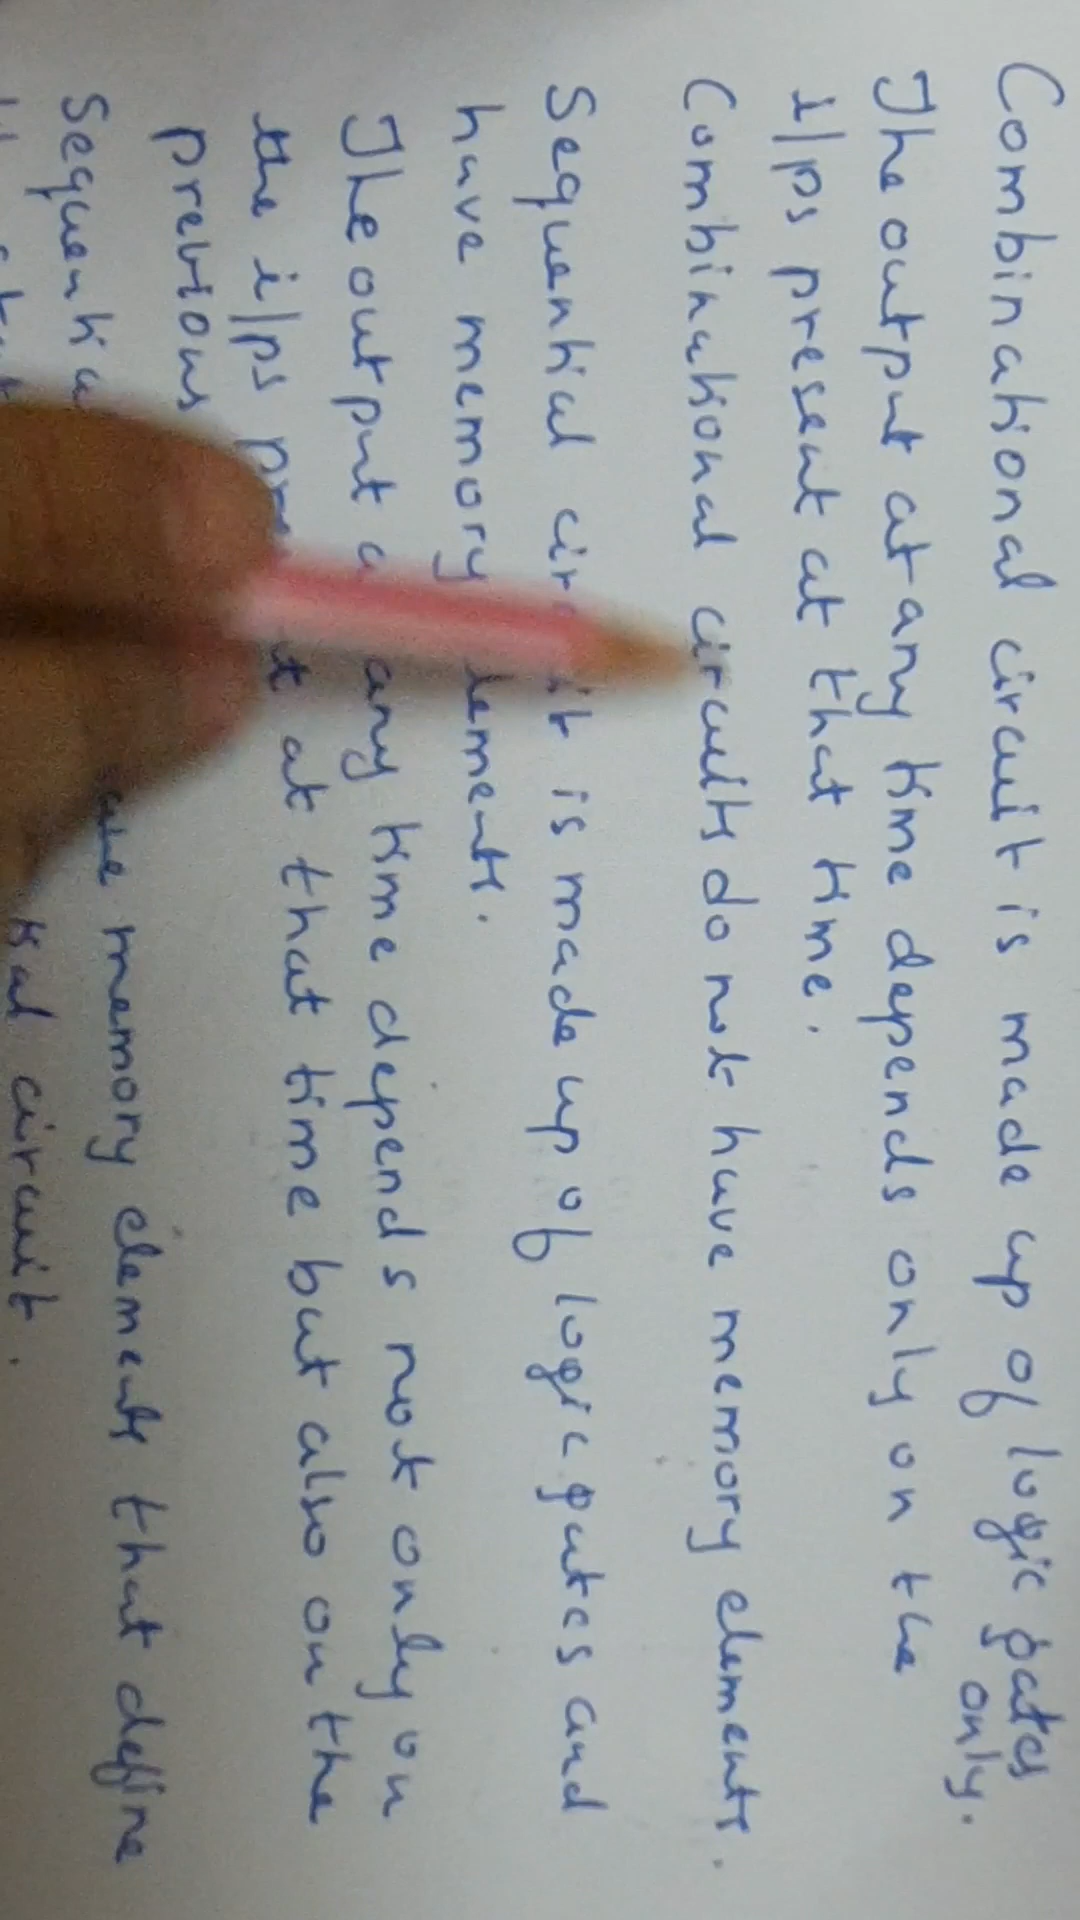 Combinational circuit is made up of logic gates
only.
The output at any time depends only on the
i/ps present at that time.
Combinational circuits do not have memory elements.
Sequential is made up of logic gates and
have memory
The output any time depends not only on
the i/ps at that time but also on the
previous
memory elements that define
circuit.